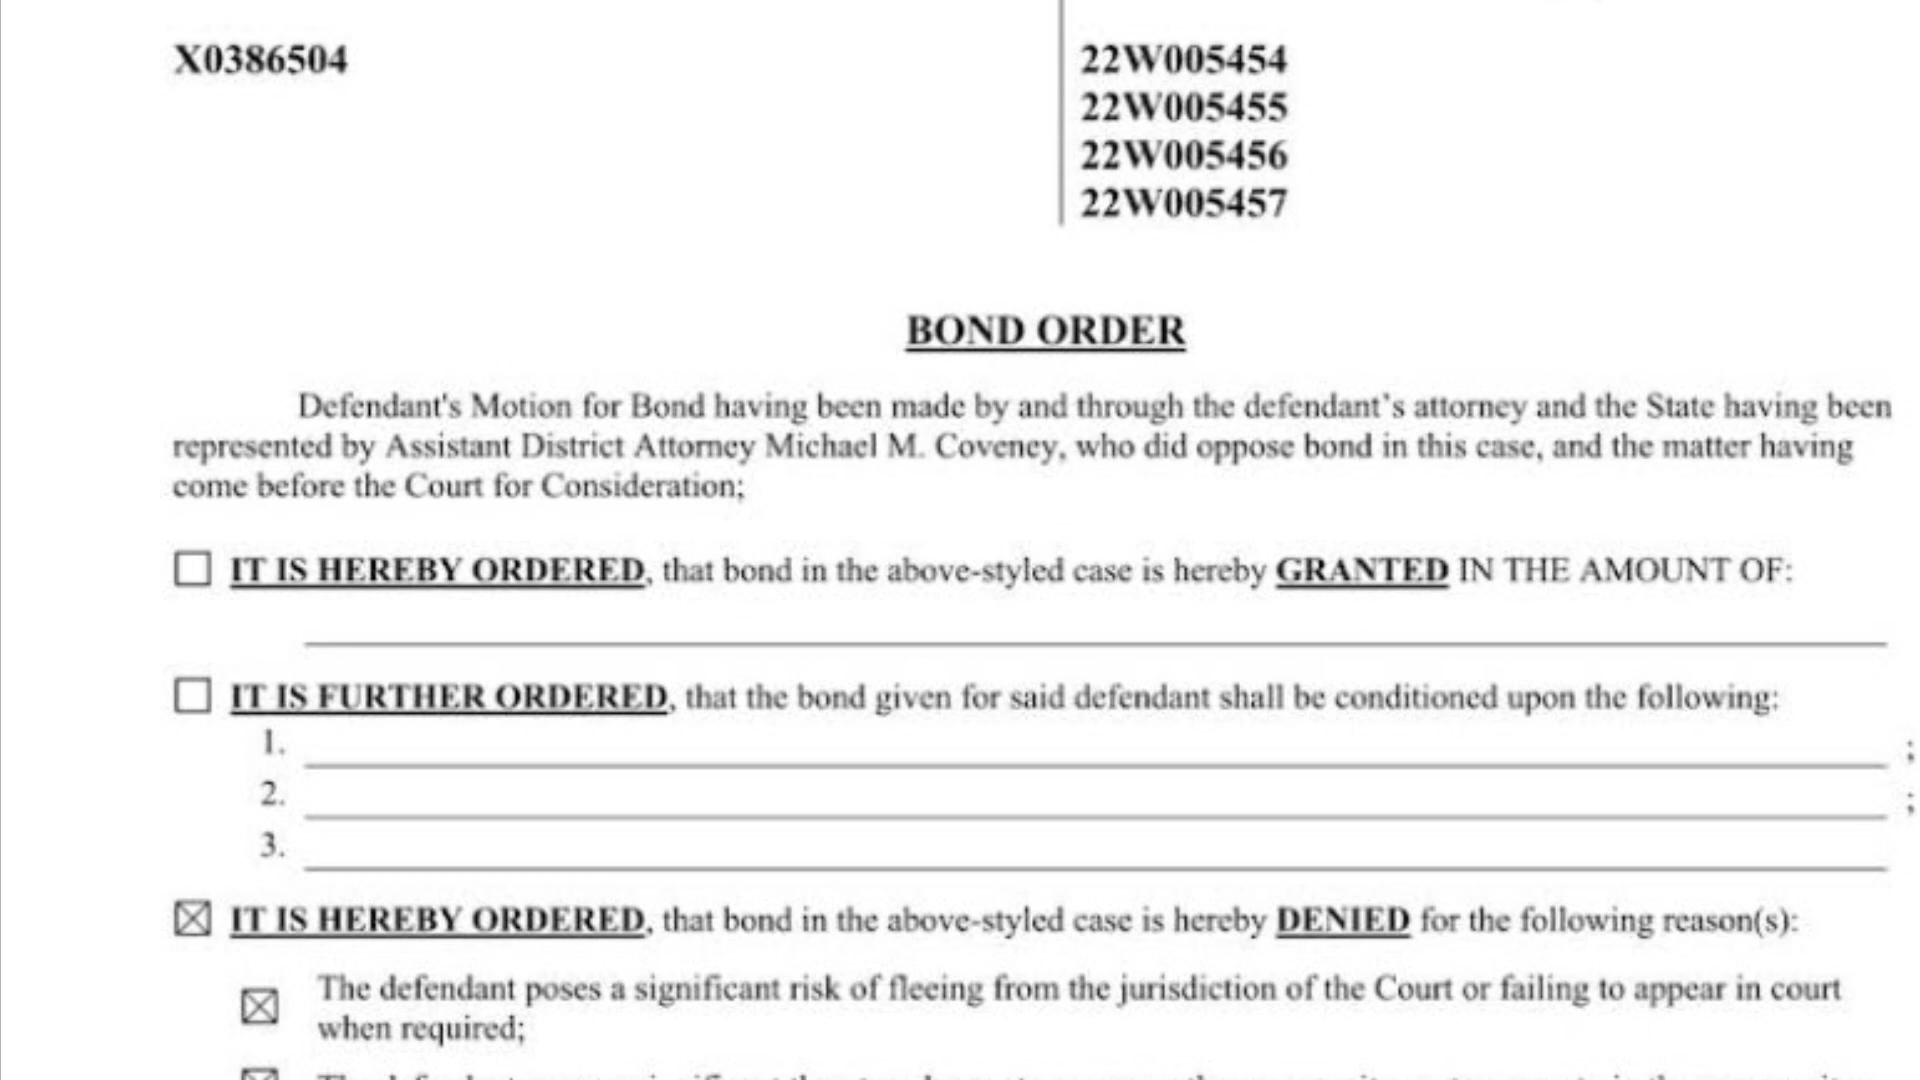 X0386504
22W005454
22W005455
22W005456
22W005457
BOND ORDER
Defendant's Motion for Bond having been made by and through the defendant's attorney and the State having been
represented by Assistant District Attorney Michael M. Coveney, who did oppose bond in this case, and the matter having
come before the Court for Consideration;
IT IS HEREBY ORDERED, that bond in the above-styled case is hereby GRANTED IN THE AMOUNT OF:
IT IS FURTHER ORDERED, that the bond given for said defendant shall be conditioned upon the following:
1. ;
2. ;
3.
IT IS HEREBY ORDERED, that bond in the above-styled case is hereby DENIED for the following reason(s):
The defendant poses a significant risk of fleeing from the jurisdiction of the Court or failing to appear in court
when required;